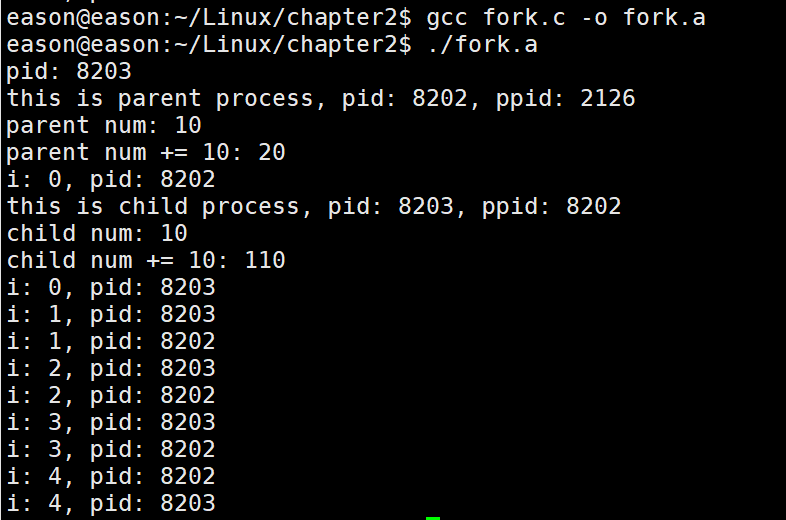 eason@eason:~/Linux/chapter2$ gcc fork.c -o fork.a
eason@eason:~/Linux/chapter2$ ./fork.a
pid: 8203
this is parent process, pid: 8202, ppid: 2126
parent num: 10
parent num += 10: 20
i: 0, pid: 8202
this is child process, pid: 8203, ppid: 8202
child num: 10
child num += 10: 110
i: 0, pid: 8203
i: 1, pid: 8203
i: 1, pid: 8202
i: 2, pid: 8203
i: 2, pid: 8202
i: 3, pid: 8203
i: 3, pid: 8202
i: 4, pid: 8202
i: 4, pid: 8203